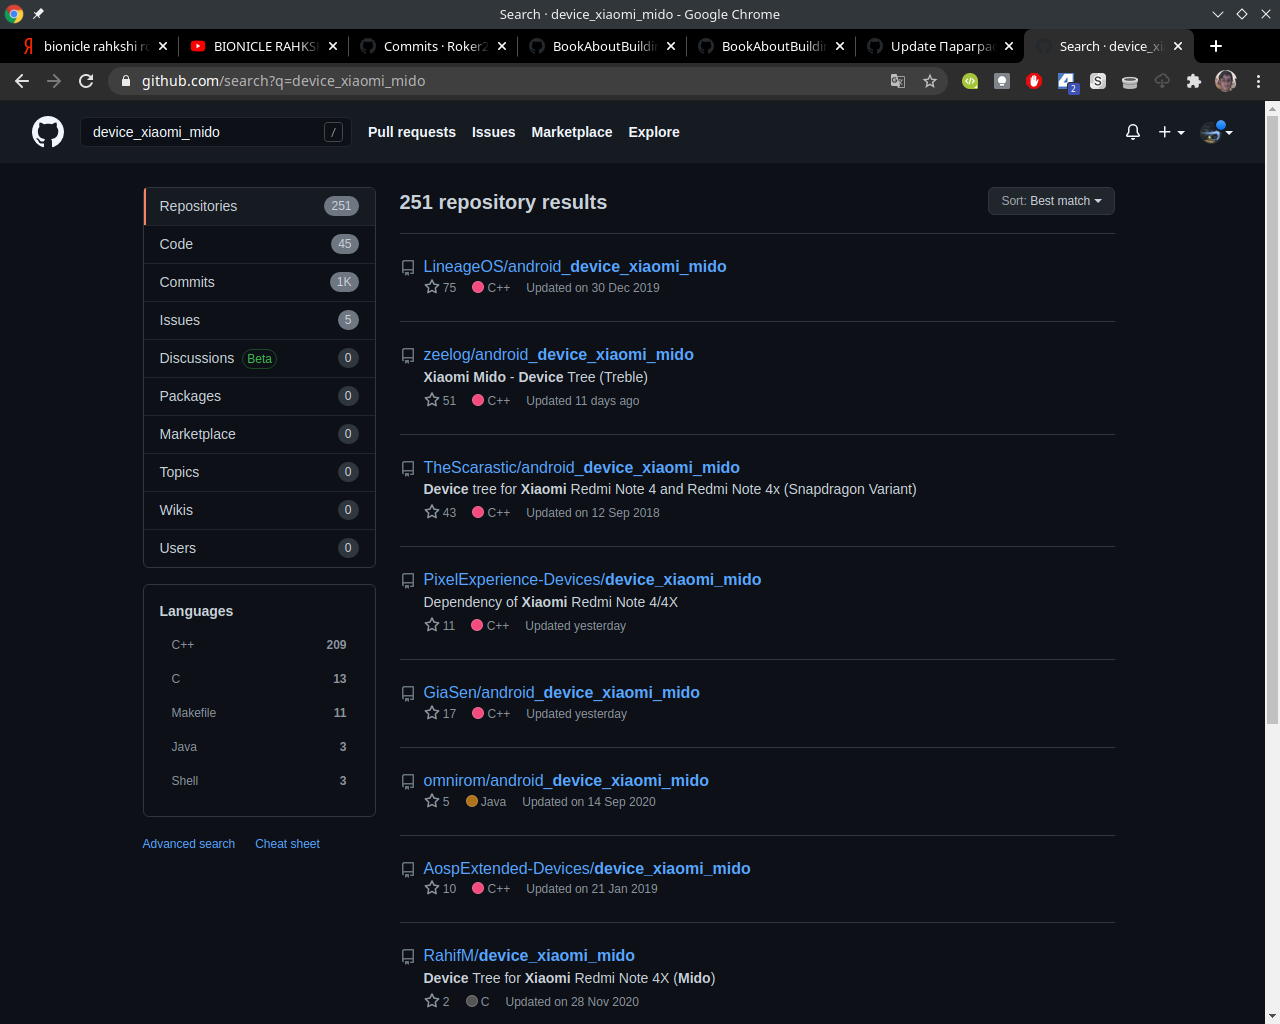 Search · device_xiaomi_mido - Google Chrome
bionicle rahkshi ro
BIONICLE RAHKSH
Commits · Roker2
BookAboutBuildin
BookAboutBuildin
Update Параграф
Search · device_xi
github.com/search?q=device_xiaomi_mido
2
S
device_xiaomi_mido
/
Pull requests
Issues
Marketplace
Explore
Repositories 251
Code 45
Commits 1K
Issues 5
Discussions Beta 0
Packages 0
Marketplace 0
Topics 0
Wikis 0
Users 0
Languages
C++ 209
C 13
Makefile 11
Java 3
Shell 3
Advanced search Cheat sheet
251 repository results
Sort: Best match
LineageOS/android_device_xiaomi_mido
75 C++ Updated on 30 Dec 2019
zeelog/android_device_xiaomi_mido
Xiaomi Mido - Device Tree (Treble)
51 C++ Updated 11 days ago
TheScarastic/android_device_xiaomi_mido
Device tree for Xiaomi Redmi Note 4 and Redmi Note 4x (Snapdragon Variant)
43 C++ Updated on 12 Sep 2018
PixelExperience-Devices/device_xiaomi_mido
Dependency of Xiaomi Redmi Note 4/4X
11 C++ Updated yesterday
GiaSen/android_device_xiaomi_mido
17 C++ Updated yesterday
omnirom/android_device_xiaomi_mido
5 Java Updated on 14 Sep 2020
AospExtended-Devices/device_xiaomi_mido
10 C++ Updated on 21 Jan 2019
RahifM/device_xiaomi_mido
Device Tree for Xiaomi Redmi Note 4X (Mido)
2 C Updated on 28 Nov 2020